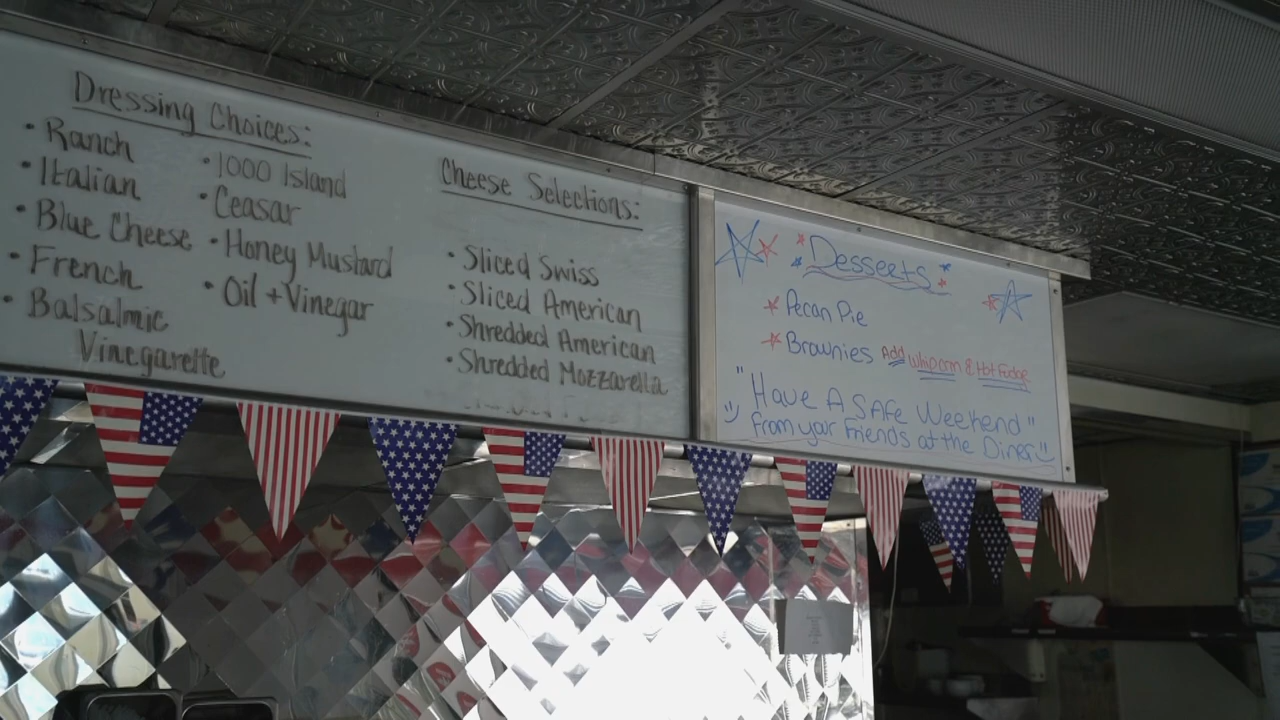 Dressing Choices:
• Ranch
• Italian
• Blue Cheese
• French
• Balsalmic
Vinegarette
• 1000 Island
• Ceasar
• Honey Mustard
• Oil + Vinegar
Cheese Selections:
• Sliced Swiss
• Sliced American
• Shredded American
• Shredded Mozzarella
Desserts
Pecan Pie
Brownies Add Whip crm & Hot Fudge
"Have A SAfe Weekend"
From your Friends at the Diner